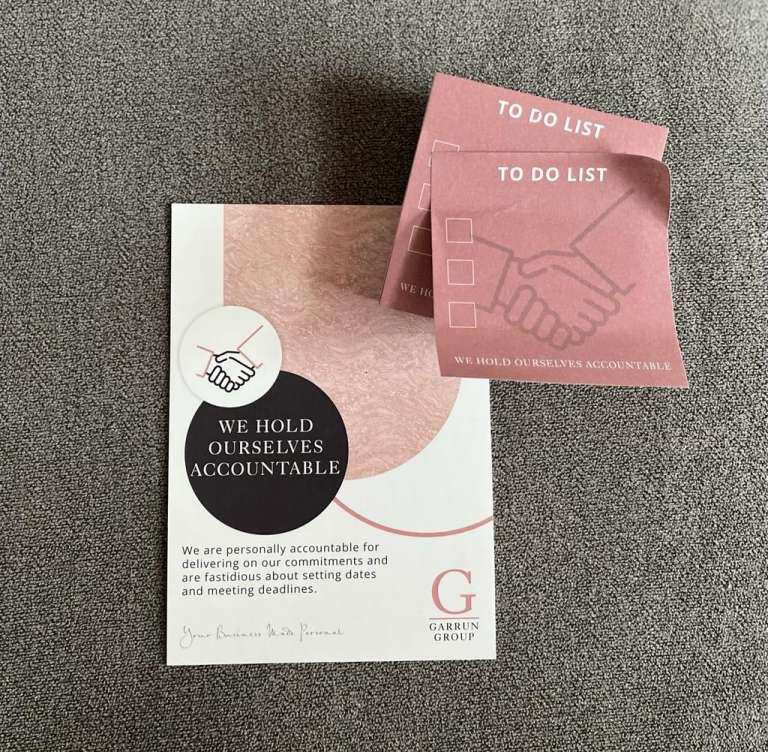 TO DO LIST
WE HO
TO DO LIST
WE HOLD OURSELVES ACCOUNTABLE
WE HOLD
OURSELVES
ACCOUNTABLE
We are personally accountable for
delivering on our commitments and
are fastidious about setting dates
and meeting deadlines.
Your Business Made Personal
G
GARRUN
GROUP